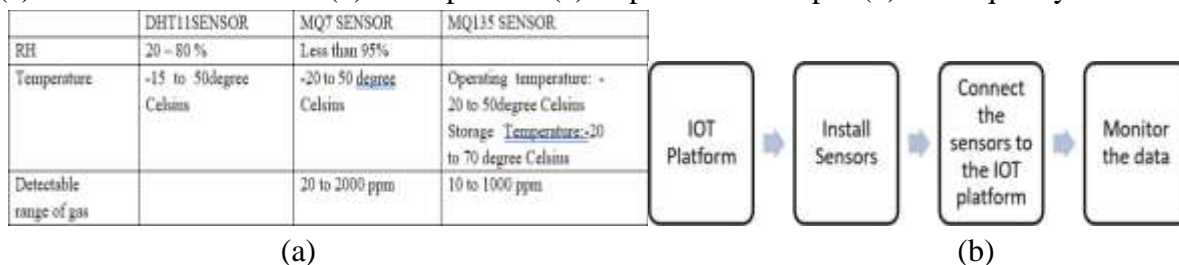 DHT11SENSOR MQ7 SENSOR MQ135 SENSOR
RH 20 – 80 % Less than 95%
Temperature -15 to 50degree Celsius -20 to 50 degree Celsius Operating temperature: -20 to 50degree Celsius Storage Temperature:-20 to 70 degree Celsius
Detectable range of gas 20 to 2000 ppm 10 to 1000 ppm
IOT
Platform
Install
Sensors
Connect
the
sensors to
the IOT
platform
Monitor
the data
(a)
(b)